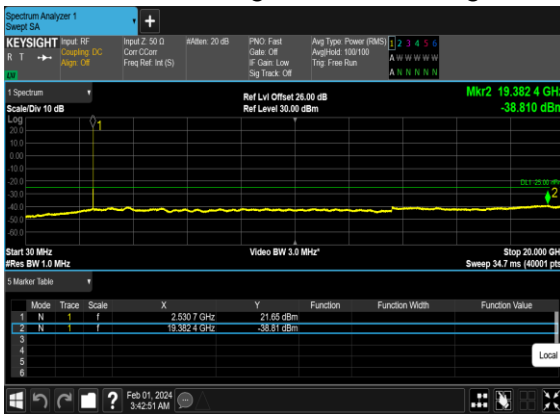 Spectrum Analyzer 1
Swept SA
KEYSIGHT
R T
LV
Input: RF
Coupling: DC
Align: Off
Input Z: 50 Ω
Corr CCorr
Freq Ref: Int (S)
#Atten: 20 dB
PNO: Fast
Gate: Off
IF Gain: Low
Sig Track: Off
Avg Type: Power (RMS)
Avg|Hold: 100/100
Trig: Free Run
1 2 3 4 5 6
A W W W W W
A N N N N N
1 Spectrum
Scale/Div 10 dB
Ref Lvl Offset 26.00 dB
Ref Level 30.00 dBm
Mkr2 19.382 4 GHz
-38.810 dBm
Log
20.0
10.0
0.00
-10.0
-20.0
-30.0
-40.0
-50.0
-60.0
1
2
Start 30 MHz
#Res BW 1.0 MHz
Video BW 3.0 MHz*
Stop 20.000 GH
Sweep 34.7 ms (40001 pts
5 Marker Table
Mode Trace Scale X Y Function Function Width Function Value
1 N 1 f 2.530 7 GHz 21.65 dBm
2 N 1 f 19.382 4 GHz -38.81 dBm
3
4
5
6
Local
?
Feb 01, 2024
3:42:51 AM